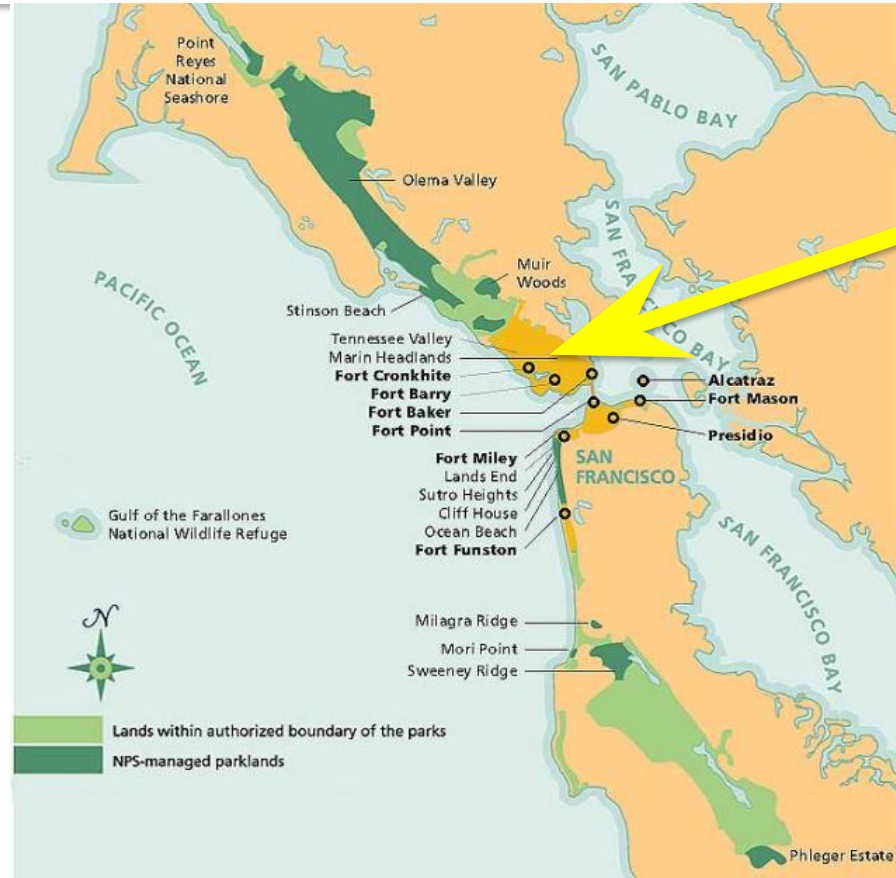 Point
Reyes
National
Seashore
SAN PABLO BAY
Olema Valley
SAN FRANCISCO BAY
Muir
Woods
PACIFIC OCEAN
Stinson Beach
Tennessee Valley
Marin Headlands
Fort Cronkhite
Alcatraz
Fort Barry
Fort Mason
Fort Baker
Fort Point
Presidio
Fort Miley
Lands End
SAN
FRANCISCO
Sutro Heights
Cliff House
Ocean Beach
Fort Funston
Gulf of the Farallones
National Wildlife Refuge
SAN FRANCISCO BAY
N
Milagra Ridge
Mori Point
Sweeney Ridge
Lands within authorized boundary of the parks
NPS-managed parklands
Phleger Estate